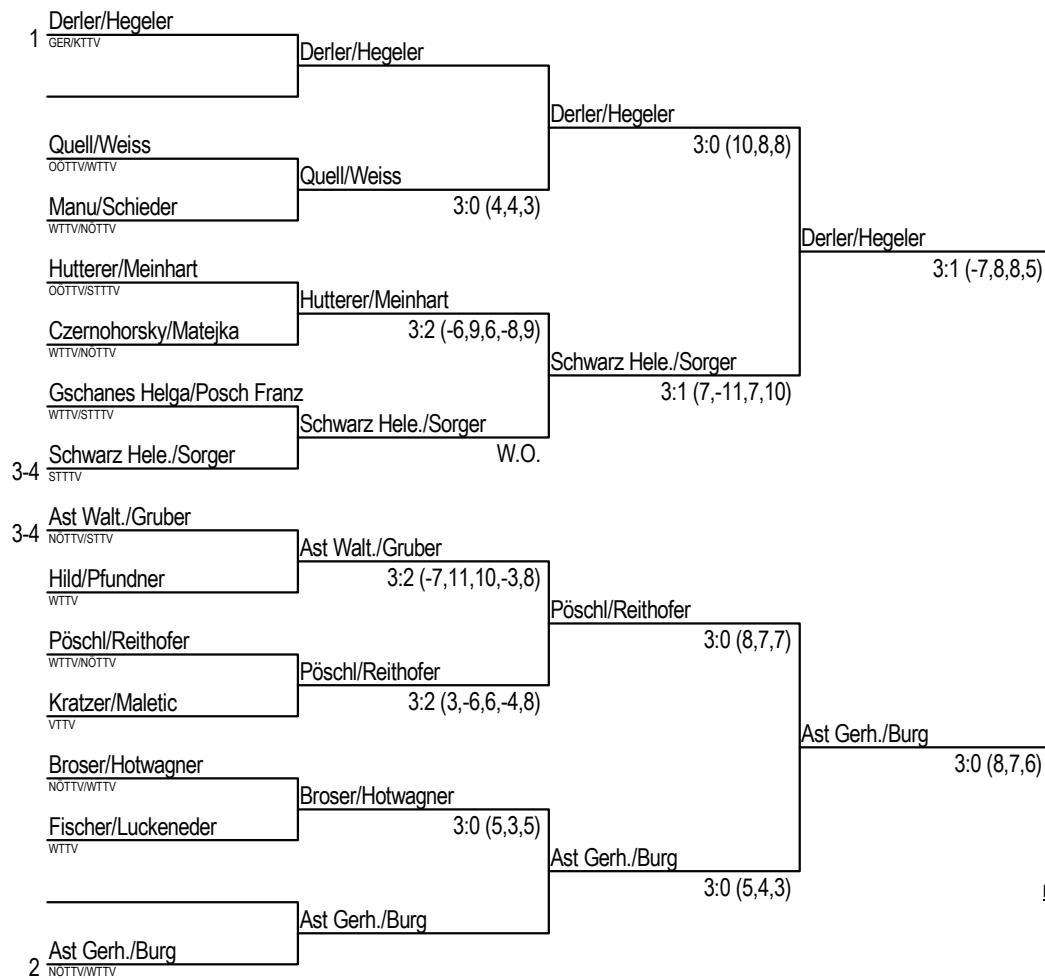 Derler/Hegeler
1
GER/KTTV
Derler/Hegeler
Derler/Hegeler
3:0 (10,8,8)
Quell/Weiss
OÖTTV/WTTV
Quell/Weiss
3:0 (4,4,3)
Manu/Schieder
WTTV/NÖTTV
Derler/Hegeler
3:1 (-7,8,8,5)
Hutterer/Meinhart
OÖTTV/STTTV
Hutterer/Meinhart
3:2 (-6,9,6,-8,9)
Czernohorsky/Matejka
WTTV/NÖTTV
Schwarz Hele./Sorger
3:1 (7,-11,7,10)
Gschanes Helga/Posch Franz
WTTV/STTTV
Schwarz Hele./Sorger
W.O.
Schwarz Hele./Sorger
3-4
STTTV
Ast Walt./Gruber
3-4
NÖTTV/STTV
Ast Walt./Gruber
3:2 (-7,11,10,-3,8)
Hild/Pfundner
WTTV
Pöschl/Reithofer
3:0 (8,7,7)
Pöschl/Reithofer
WTTV/NÖTTV
Pöschl/Reithofer
3:2 (3,-6,6,-4,8)
Kratzer/Maletic
VTTV
Ast Gerh./Burg
3:0 (8,7,6)
Broser/Hotwagner
NÖTTV/WTTV
Broser/Hotwagner
3:0 (5,3,5)
Fischer/Luckeneder
WTTV
Ast Gerh./Burg
3:0 (5,4,3)
Ast Gerh./Burg
Ast Gerh./Burg
2
NÖTTV/WTTV